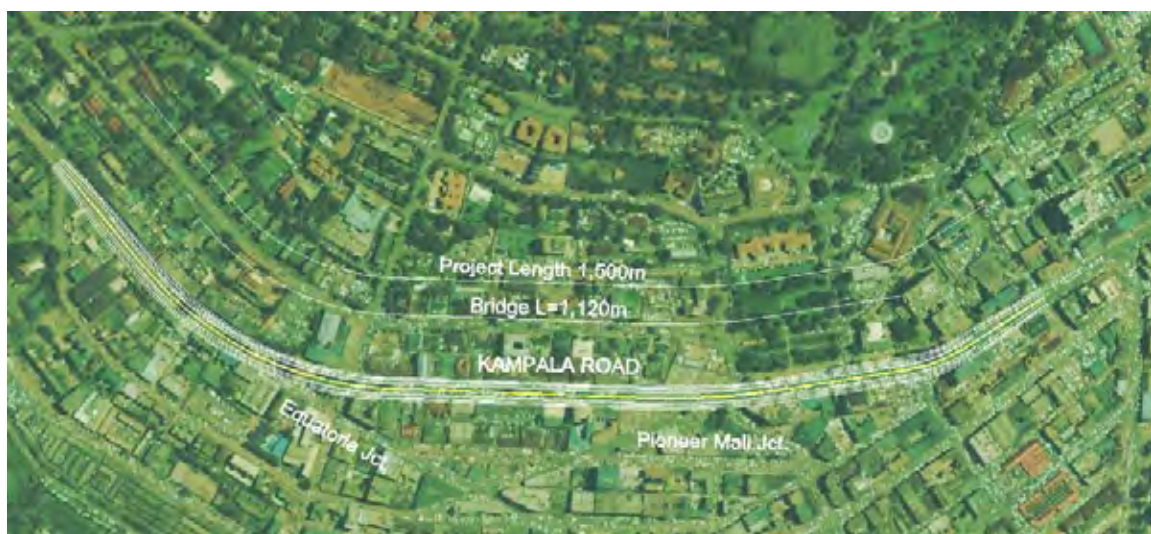 Project Length 1,500m
Bridge L=1,120m
KAMPALA ROAD
Equatoria Jct.
Pioneer Mall Jct.